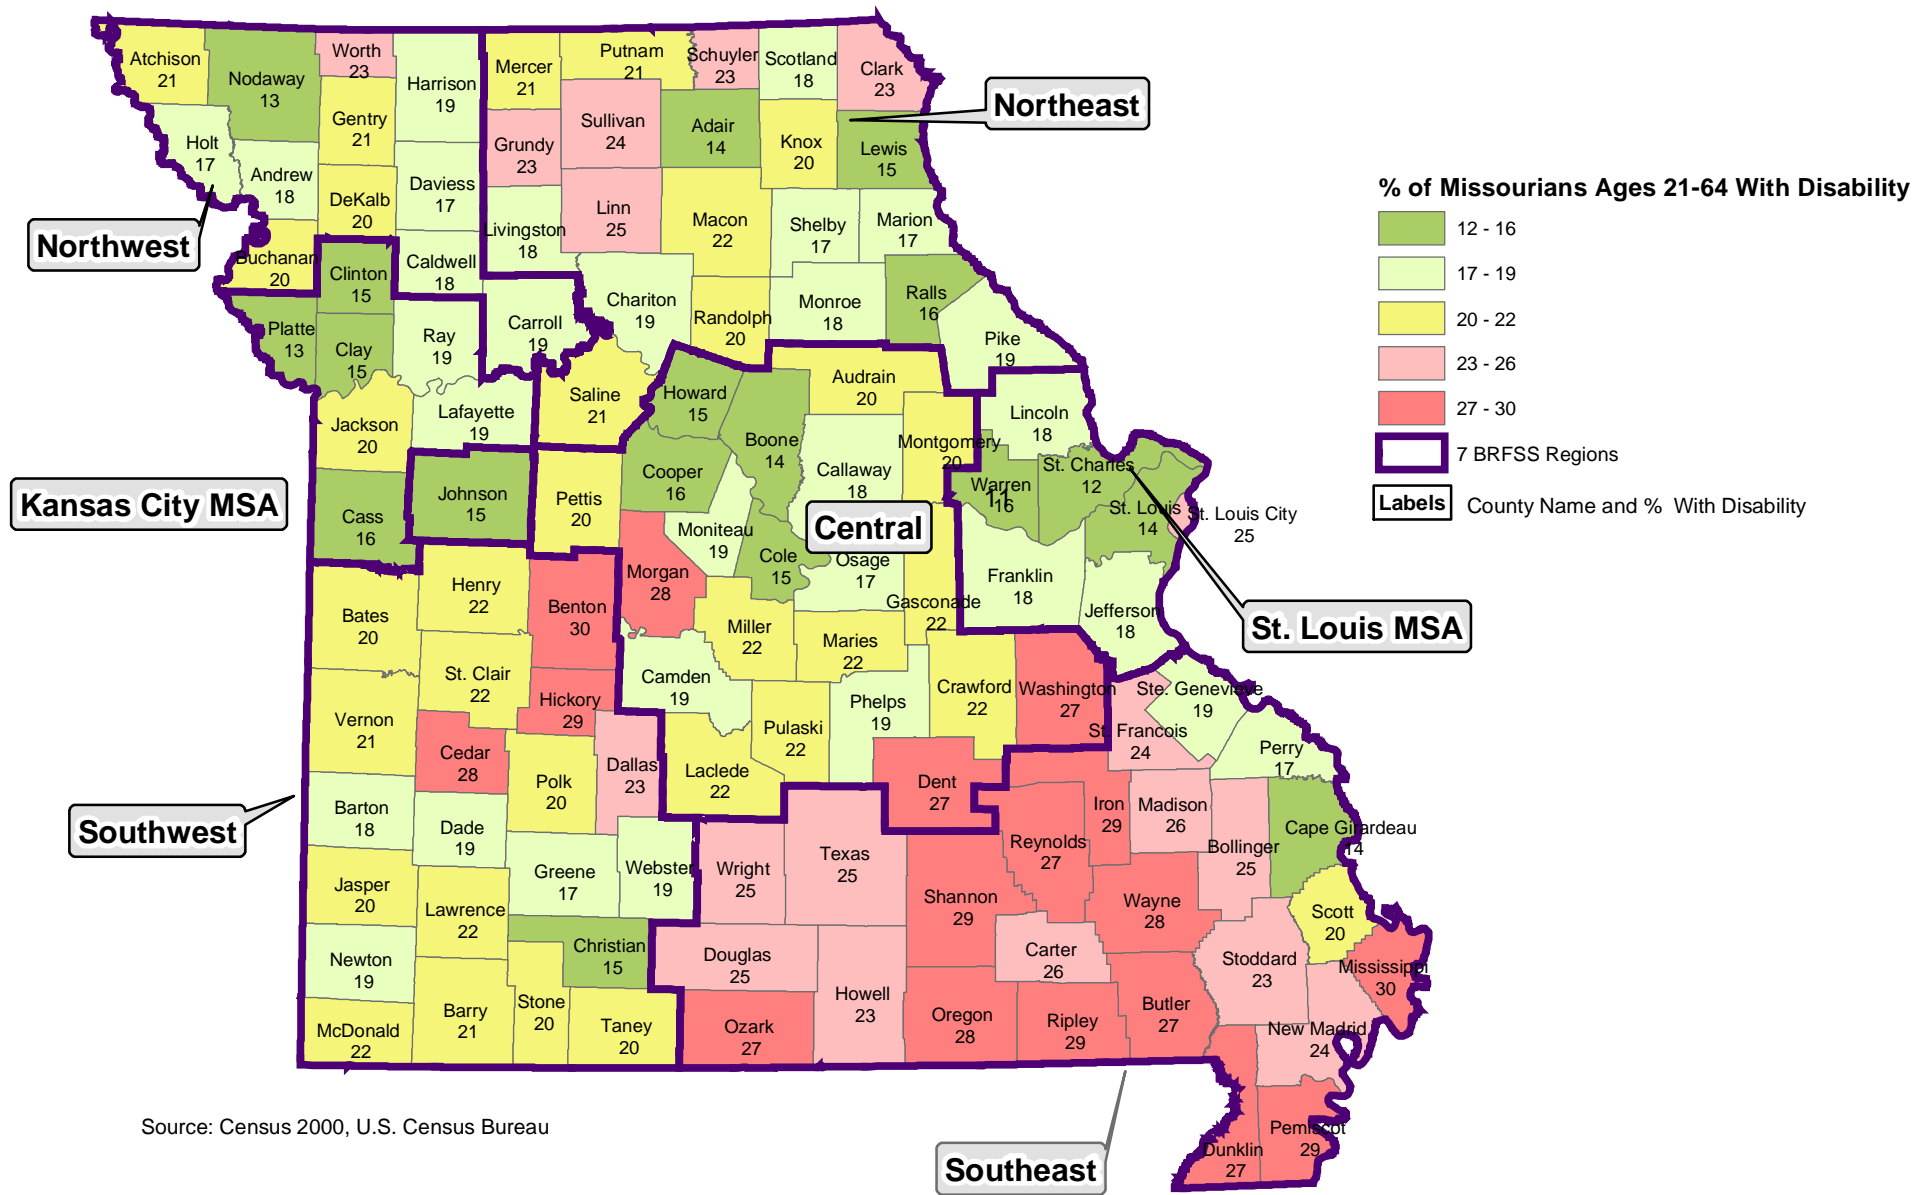 Atchison
21
Nodaway
13
Worth
23
Harrison
19
Mercer
21
Putnam
21
Schuyler
23
Scotland
18
Clark
23
Northeast
Holt
17
Andrew
18
Gentry
21
DeKalb
20
Daviess
17
Grundy
23
Sullivan
24
Adair
14
Knox
20
Lewis
15
Livingston
18
Linn
25
Macon
22
Shelby
17
Marion
17
Northwest
Buchanan
20
Clinton
15
Caldwell
18
Chariton
19
Randolph
20
Monroe
18
Ralls
16
Pike
19
Platte
13
Clay
15
Ray
19
Carroll
19
Saline
21
Howard
15
Boone
14
Audrain
20
Jackson
20
Lafayette
19
Montgomery
20
Lincoln
18
Callaway
18
Cooper
16
Warren
11
16
St. Charles
12
St. Louis
14
St. Louis City
25
Kansas City MSA
Cass
16
Johnson
15
Pettis
20
Moniteau
19
Central
Cole
15
Osage
17
Morgan
28
Gasconade
22
Franklin
18
Jefferson
18
St. Louis MSA
Bates
20
Henry
22
Benton
30
Miller
22
Maries
22
St. Clair
22
Hickory
29
Camden
19
Phelps
19
Crawford
22
Washington
27
Ste. Genevieve
19
St. Francois
24
Perry
17
Vernon
21
Cedar
28
Polk
20
Dallas
23
Laclede
22
Pulaski
22
Dent
27
Iron
29
Madison
26
Southwest
Barton
18
Dade
19
Greene
17
Webster
19
Wright
25
Texas
25
Reynolds
27
Bollinger
25
Cape Girardeau
14
Jasper
20
Lawrence
22
Shannon
29
Wayne
28
Scott
20
Newton
19
Christian
15
Douglas
25
Carter
26
Stoddard
23
Mississippi
30
McDonald
22
Barry
21
Stone
20
Taney
20
Ozark
27
Howell
23
Oregon
28
Ripley
29
Butler
27
New Madrid
24
Pemiscot
29
Dunklin
27
Southeast
% of Missourians Ages 21-64 With Disability
12 - 16
17 - 19
20 - 22
23 - 26
27 - 30
7 BRFSS Regions
Labels County Name and % With Disability
Source: Census 2000, U.S. Census Bureau